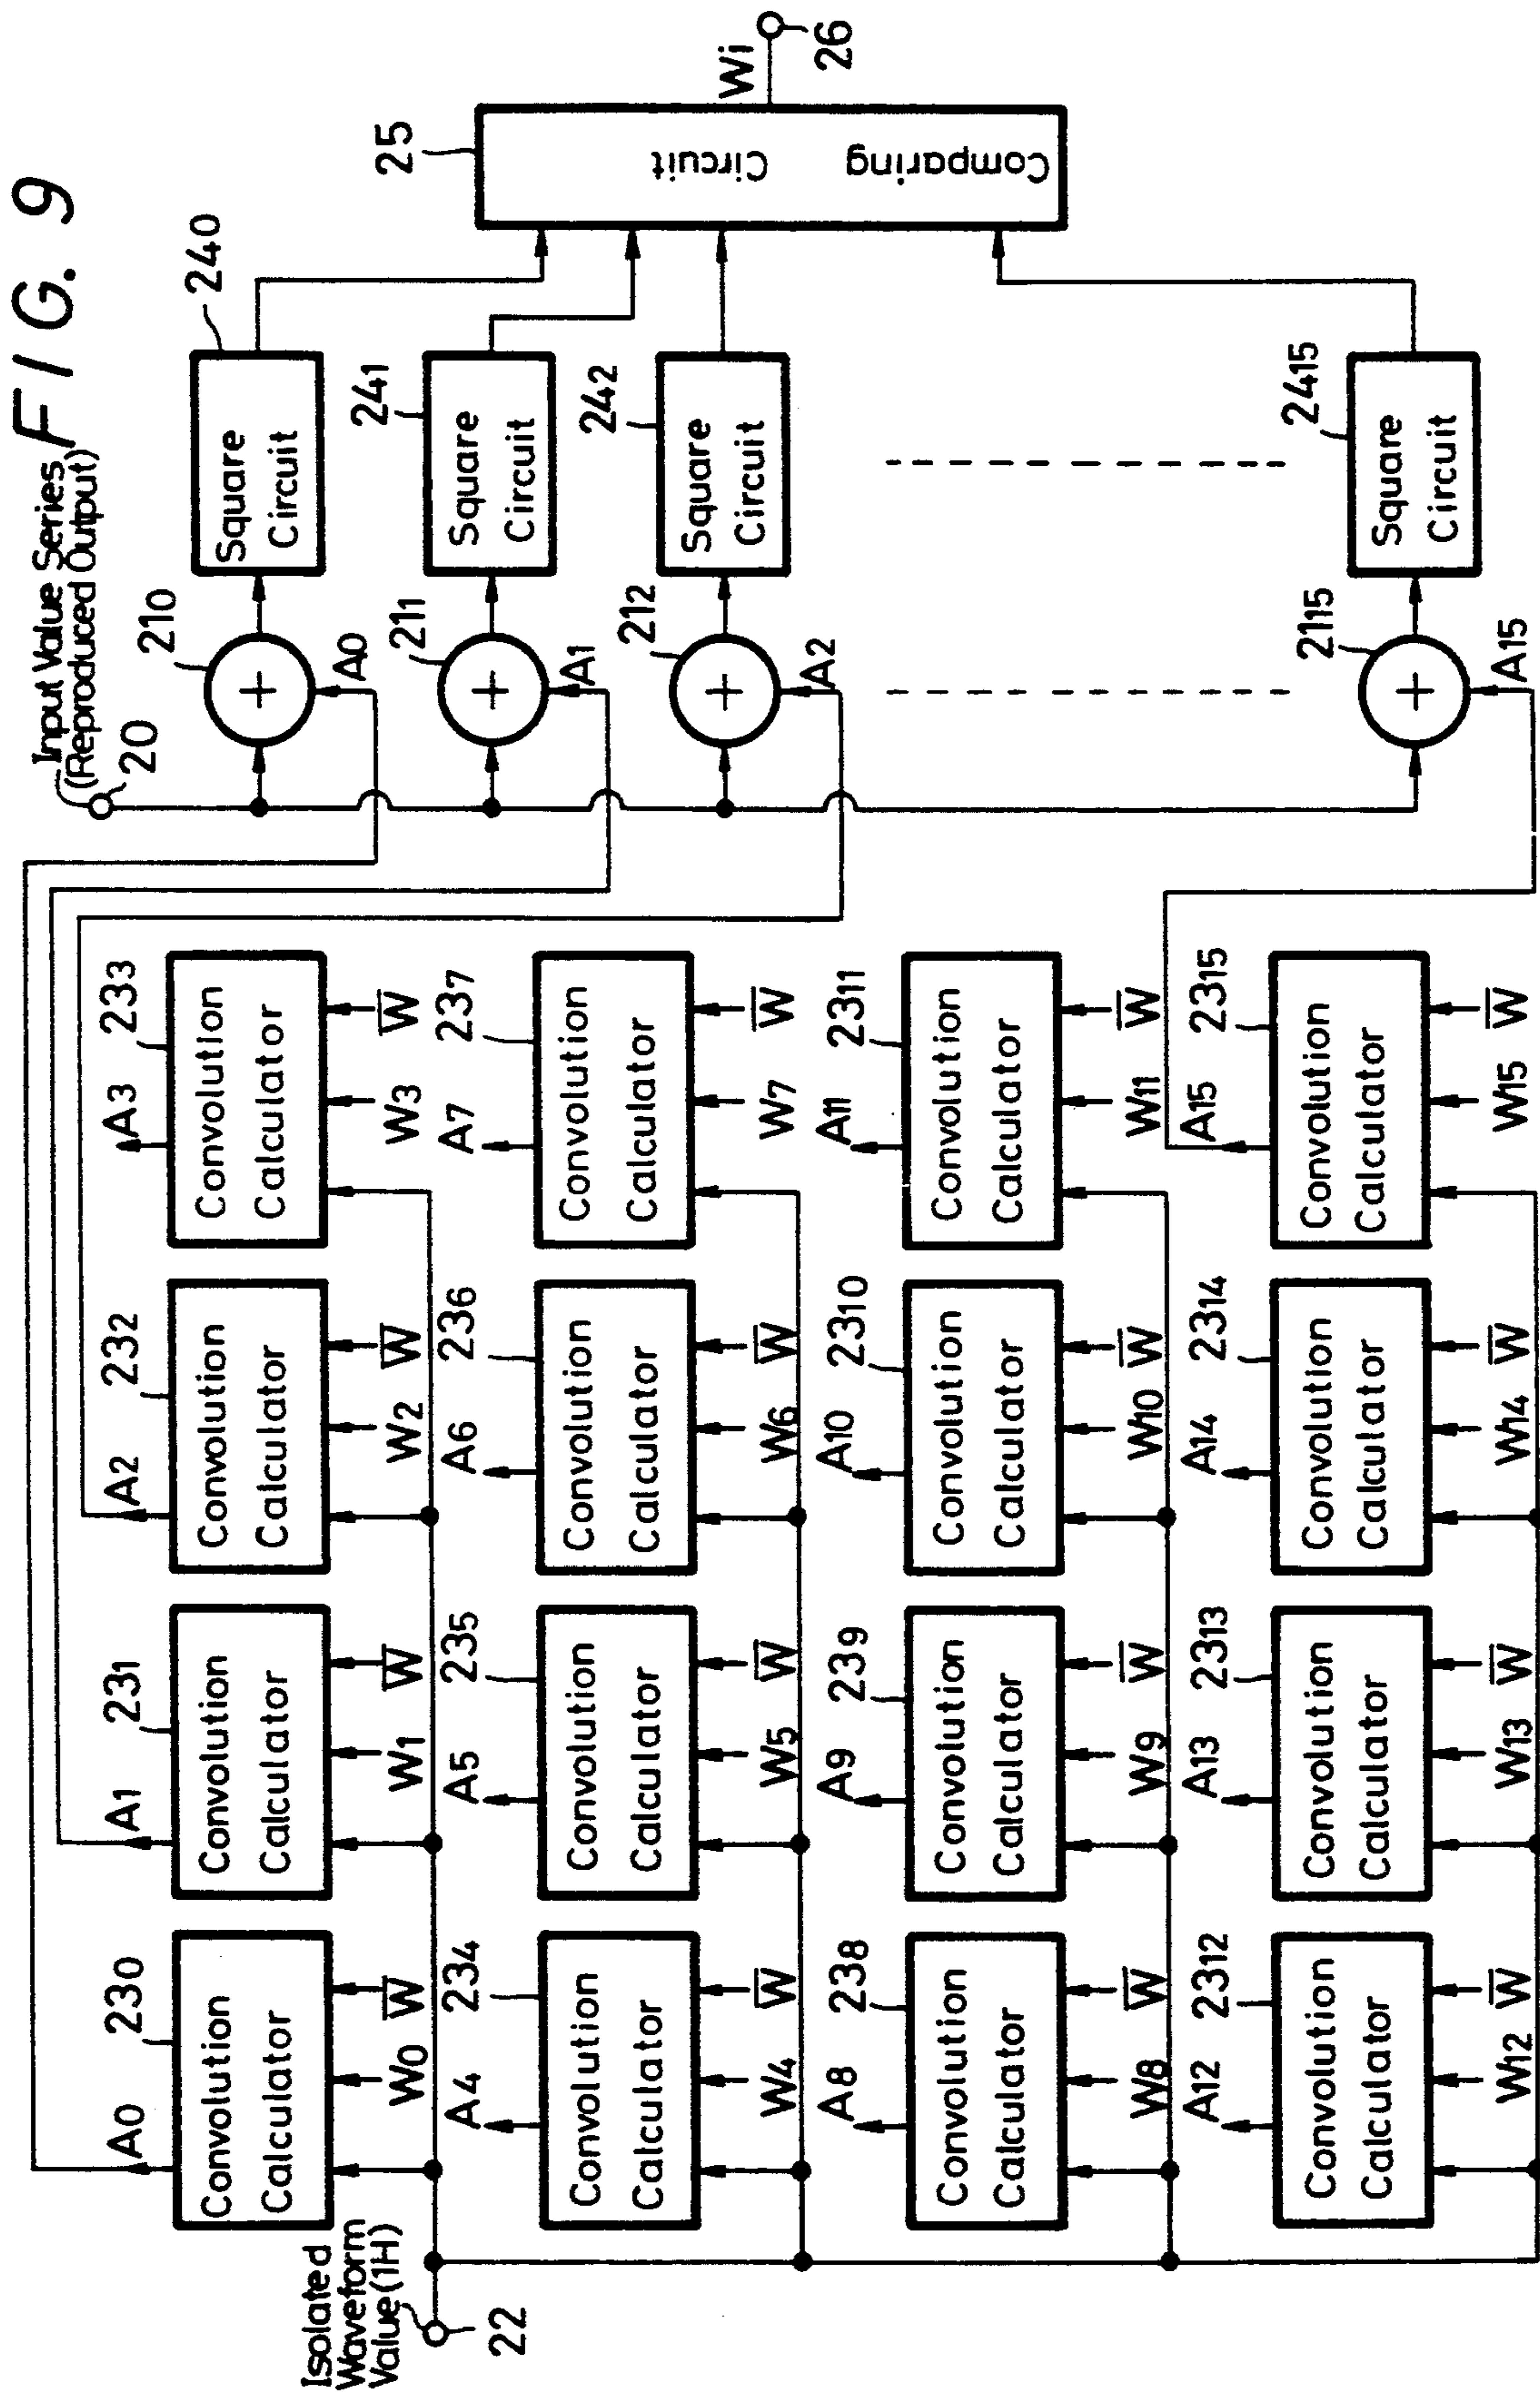 FIG. 9
Input Value Series
(Reproduced Output)
20
210
211
212
2115
A0
A1
A2
A15
Square
Circuit
240
Square
Circuit
241
Square
Circuit
242
Square
Circuit
2415
+
+
+
+
25
Comparing
Circuit
Wi
26
Isolated
Waveform
Value(1H)
22
A0
230
Convolution
Calculator
W0
W̅
A1
231
Convolution
Calculator
W1
W̅
A2
232
Convolution
Calculator
W2
W̅
A3
233
Convolution
Calculator
W3
W̅
A4
234
Convolution
Calculator
W4
W̅
A5
235
Convolution
Calculator
W5
W̅
A6
236
Convolution
Calculator
W6
W̅
A7
237
Convolution
Calculator
W7
W̅
A8
238
Convolution
Calculator
W8
W̅
A9
239
Convolution
Calculator
W9
W̅
A10
2310
Convolution
Calculator
W10
W̅
A11
2311
Convolution
Calculator
W11
W̅
A12
2312
Convolution
Calculator
W12
W̅
A13
2313
Convolution
Calculator
W13
W̅
A14
2314
Convolution
Calculator
W14
W̅
A15
2315
Convolution
Calculator
W15
W̅